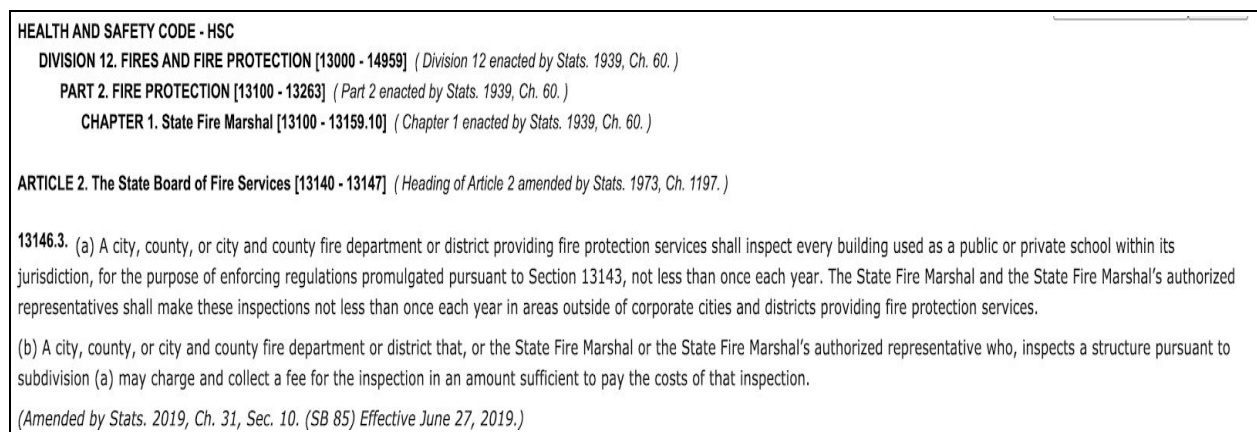 HEALTH AND SAFETY CODE - HSC
DIVISION 12. FIRES AND FIRE PROTECTION [13000 - 14959] ( Division 12 enacted by Stats. 1939, Ch. 60. )
PART 2. FIRE PROTECTION [13100 - 13263] ( Part 2 enacted by Stats. 1939, Ch. 60. )
CHAPTER 1. State Fire Marshal [13100 - 13159.10] ( Chapter 1 enacted by Stats. 1939, Ch. 60. )
ARTICLE 2. The State Board of Fire Services [13140 - 13147] ( Heading of Article 2 amended by Stats. 1973, Ch. 1197. )
13146.3. (a) A city, county, or city and county fire department or district providing fire protection services shall inspect every building used as a public or private school within its
jurisdiction, for the purpose of enforcing regulations promulgated pursuant to Section 13143, not less than once each year. The State Fire Marshal and the State Fire Marshal’s authorized
representatives shall make these inspections not less than once each year in areas outside of corporate cities and districts providing fire protection services.
(b) A city, county, or city and county fire department or district that, or the State Fire Marshal or the State Fire Marshal’s authorized representative who, inspects a structure pursuant to
subdivision (a) may charge and collect a fee for the inspection in an amount sufficient to pay the costs of that inspection.
(Amended by Stats. 2019, Ch. 31, Sec. 10. (SB 85) Effective June 27, 2019.)